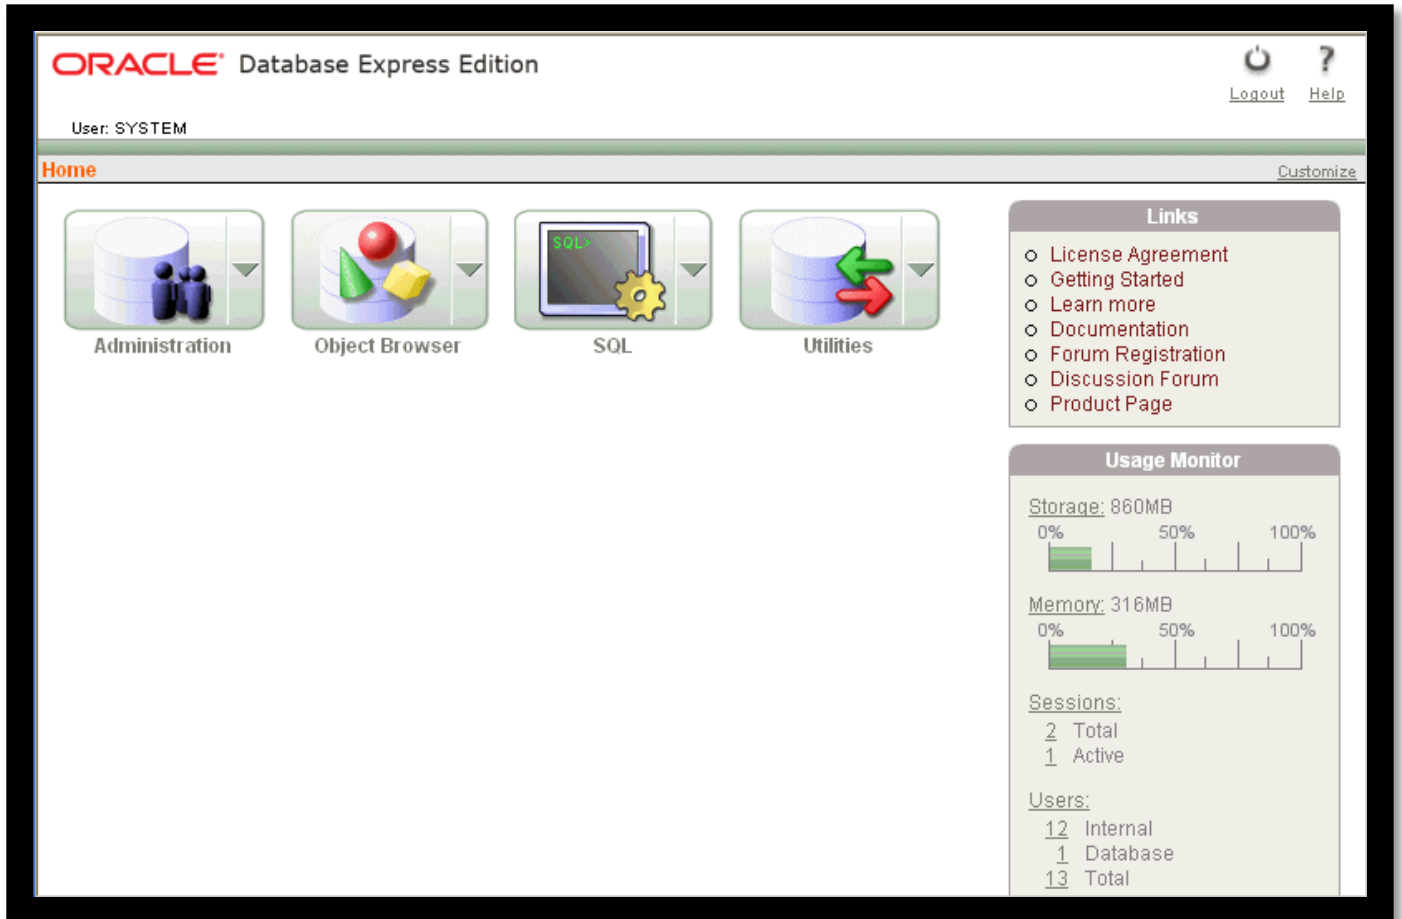 ORACLE Database Express Edition
Logout Help
User: SYSTEM
Home Customize
SQL>
Administration Object Browser SQL Utilities
Links
License Agreement
Getting Started
Learn more
Documentation
Forum Registration
Discussion Forum
Product Page
Usage Monitor
Storage: 860MB
0% 50% 100%
Memory: 316MB
0% 50% 100%
Sessions:
2 Total
1 Active
Users:
12 Internal
1 Database
13 Total